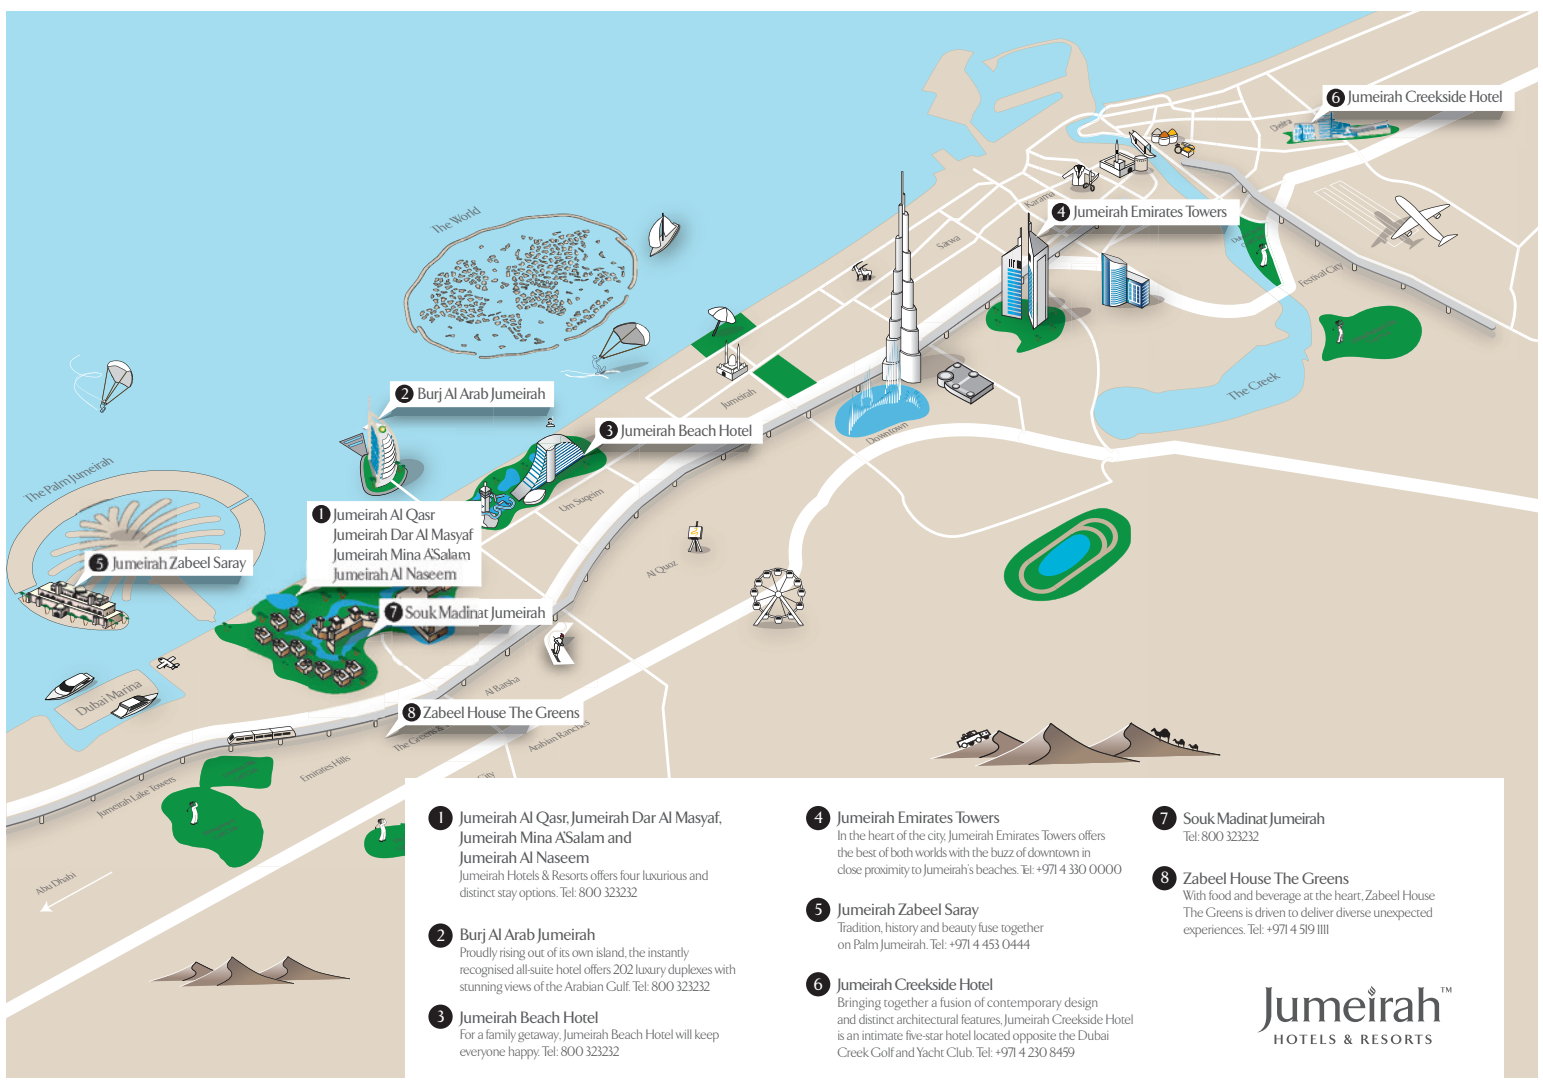 6 Jumeirah Creekside Hotel
Deira
Karama
4 Jumeirah Emirates Towers
The World
Satwa
Festival City
The Creek
2 Burj Al Arab Jumeirah
Jumeirah
3 Jumeirah Beach Hotel
Downtown
The Palm Jumeirah
Um Suqeim
1 Jumeirah Al Qasr
Jumeirah Dar Al Masyaf
Jumeirah Mina A'Salam
Jumeirah Al Naseem
5 Jumeirah Zabeel Saray
Al Quoz
7 Souk Madinat Jumeirah
Dubai Marina
Al Barsha
8 Zabeel House The Greens
The Greens &
Arabian Ranches
Emirates Hills
City
Jumeirah Lake Towers
Abu Dhabi
1 Jumeirah Al Qasr, Jumeirah Dar Al Masyaf,
Jumeirah Mina A'Salam and
Jumeirah Al Naseem
Jumeirah Hotels & Resorts offers four luxurious and
distinct stay options. Tel: 800 323232
2 Burj Al Arab Jumeirah
Proudly rising out of its own island, the instantly
recognised all-suite hotel offers 202 luxury duplexes with
stunning views of the Arabian Gulf. Tel: 800 323232
3 Jumeirah Beach Hotel
For a family getaway, Jumeirah Beach Hotel will keep
everyone happy. Tel: 800 323232
4 Jumeirah Emirates Towers
In the heart of the city, Jumeirah Emirates Towers offers
the best of both worlds with the buzz of downtown in
close proximity to Jumeirah's beaches. Tel: +971 4 330 0000
5 Jumeirah Zabeel Saray
Tradition, history and beauty fuse together
on Palm Jumeirah. Tel: +971 4 453 0444
6 Jumeirah Creekside Hotel
Bringing together a fusion of contemporary design
and distinct architectural features, Jumeirah Creekside Hotel
is an intimate five-star hotel located opposite the Dubai
Creek Golf and Yacht Club. Tel: +971 4 230 8459
7 Souk Madinat Jumeirah
Tel: 800 323232
8 Zabeel House The Greens
With food and beverage at the heart, Zabeel House
The Greens is driven to deliver diverse unexpected
experiences. Tel: +971 4 519 1111
Jumeirah™
HOTELS & RESORTS